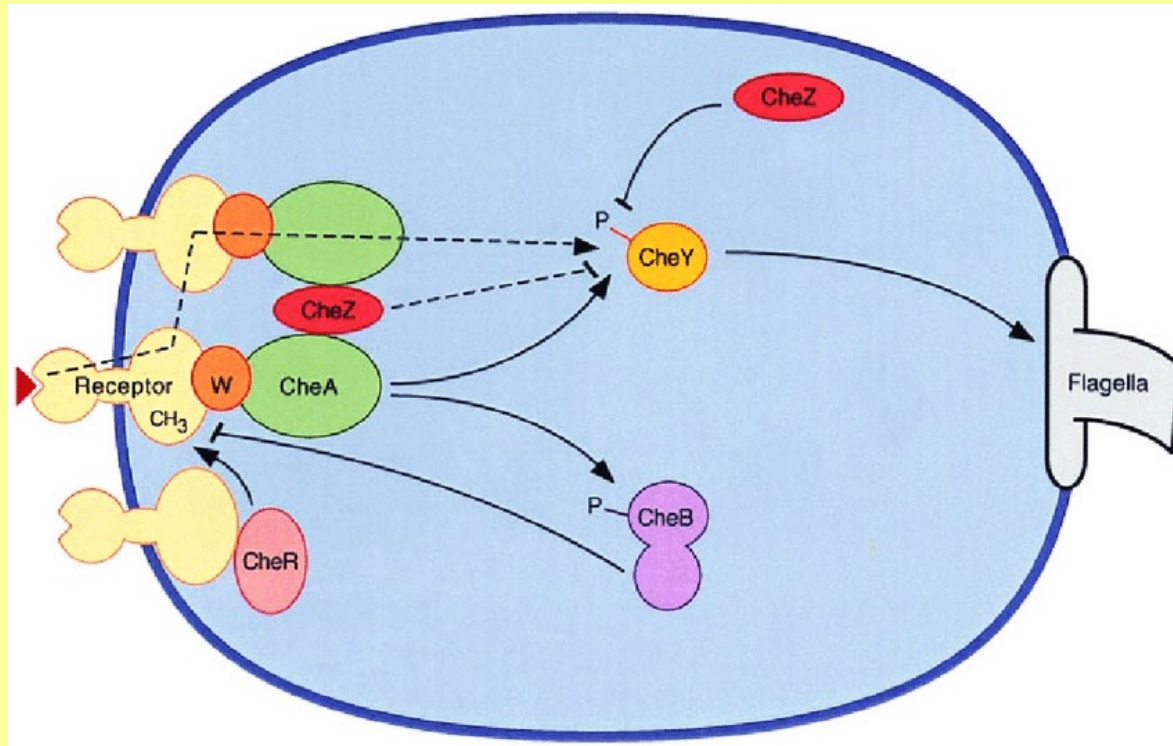 CheZ
P
CheY
CheZ
Receptor
W
CheA
CH₃
Flagella
P
CheB
CheR